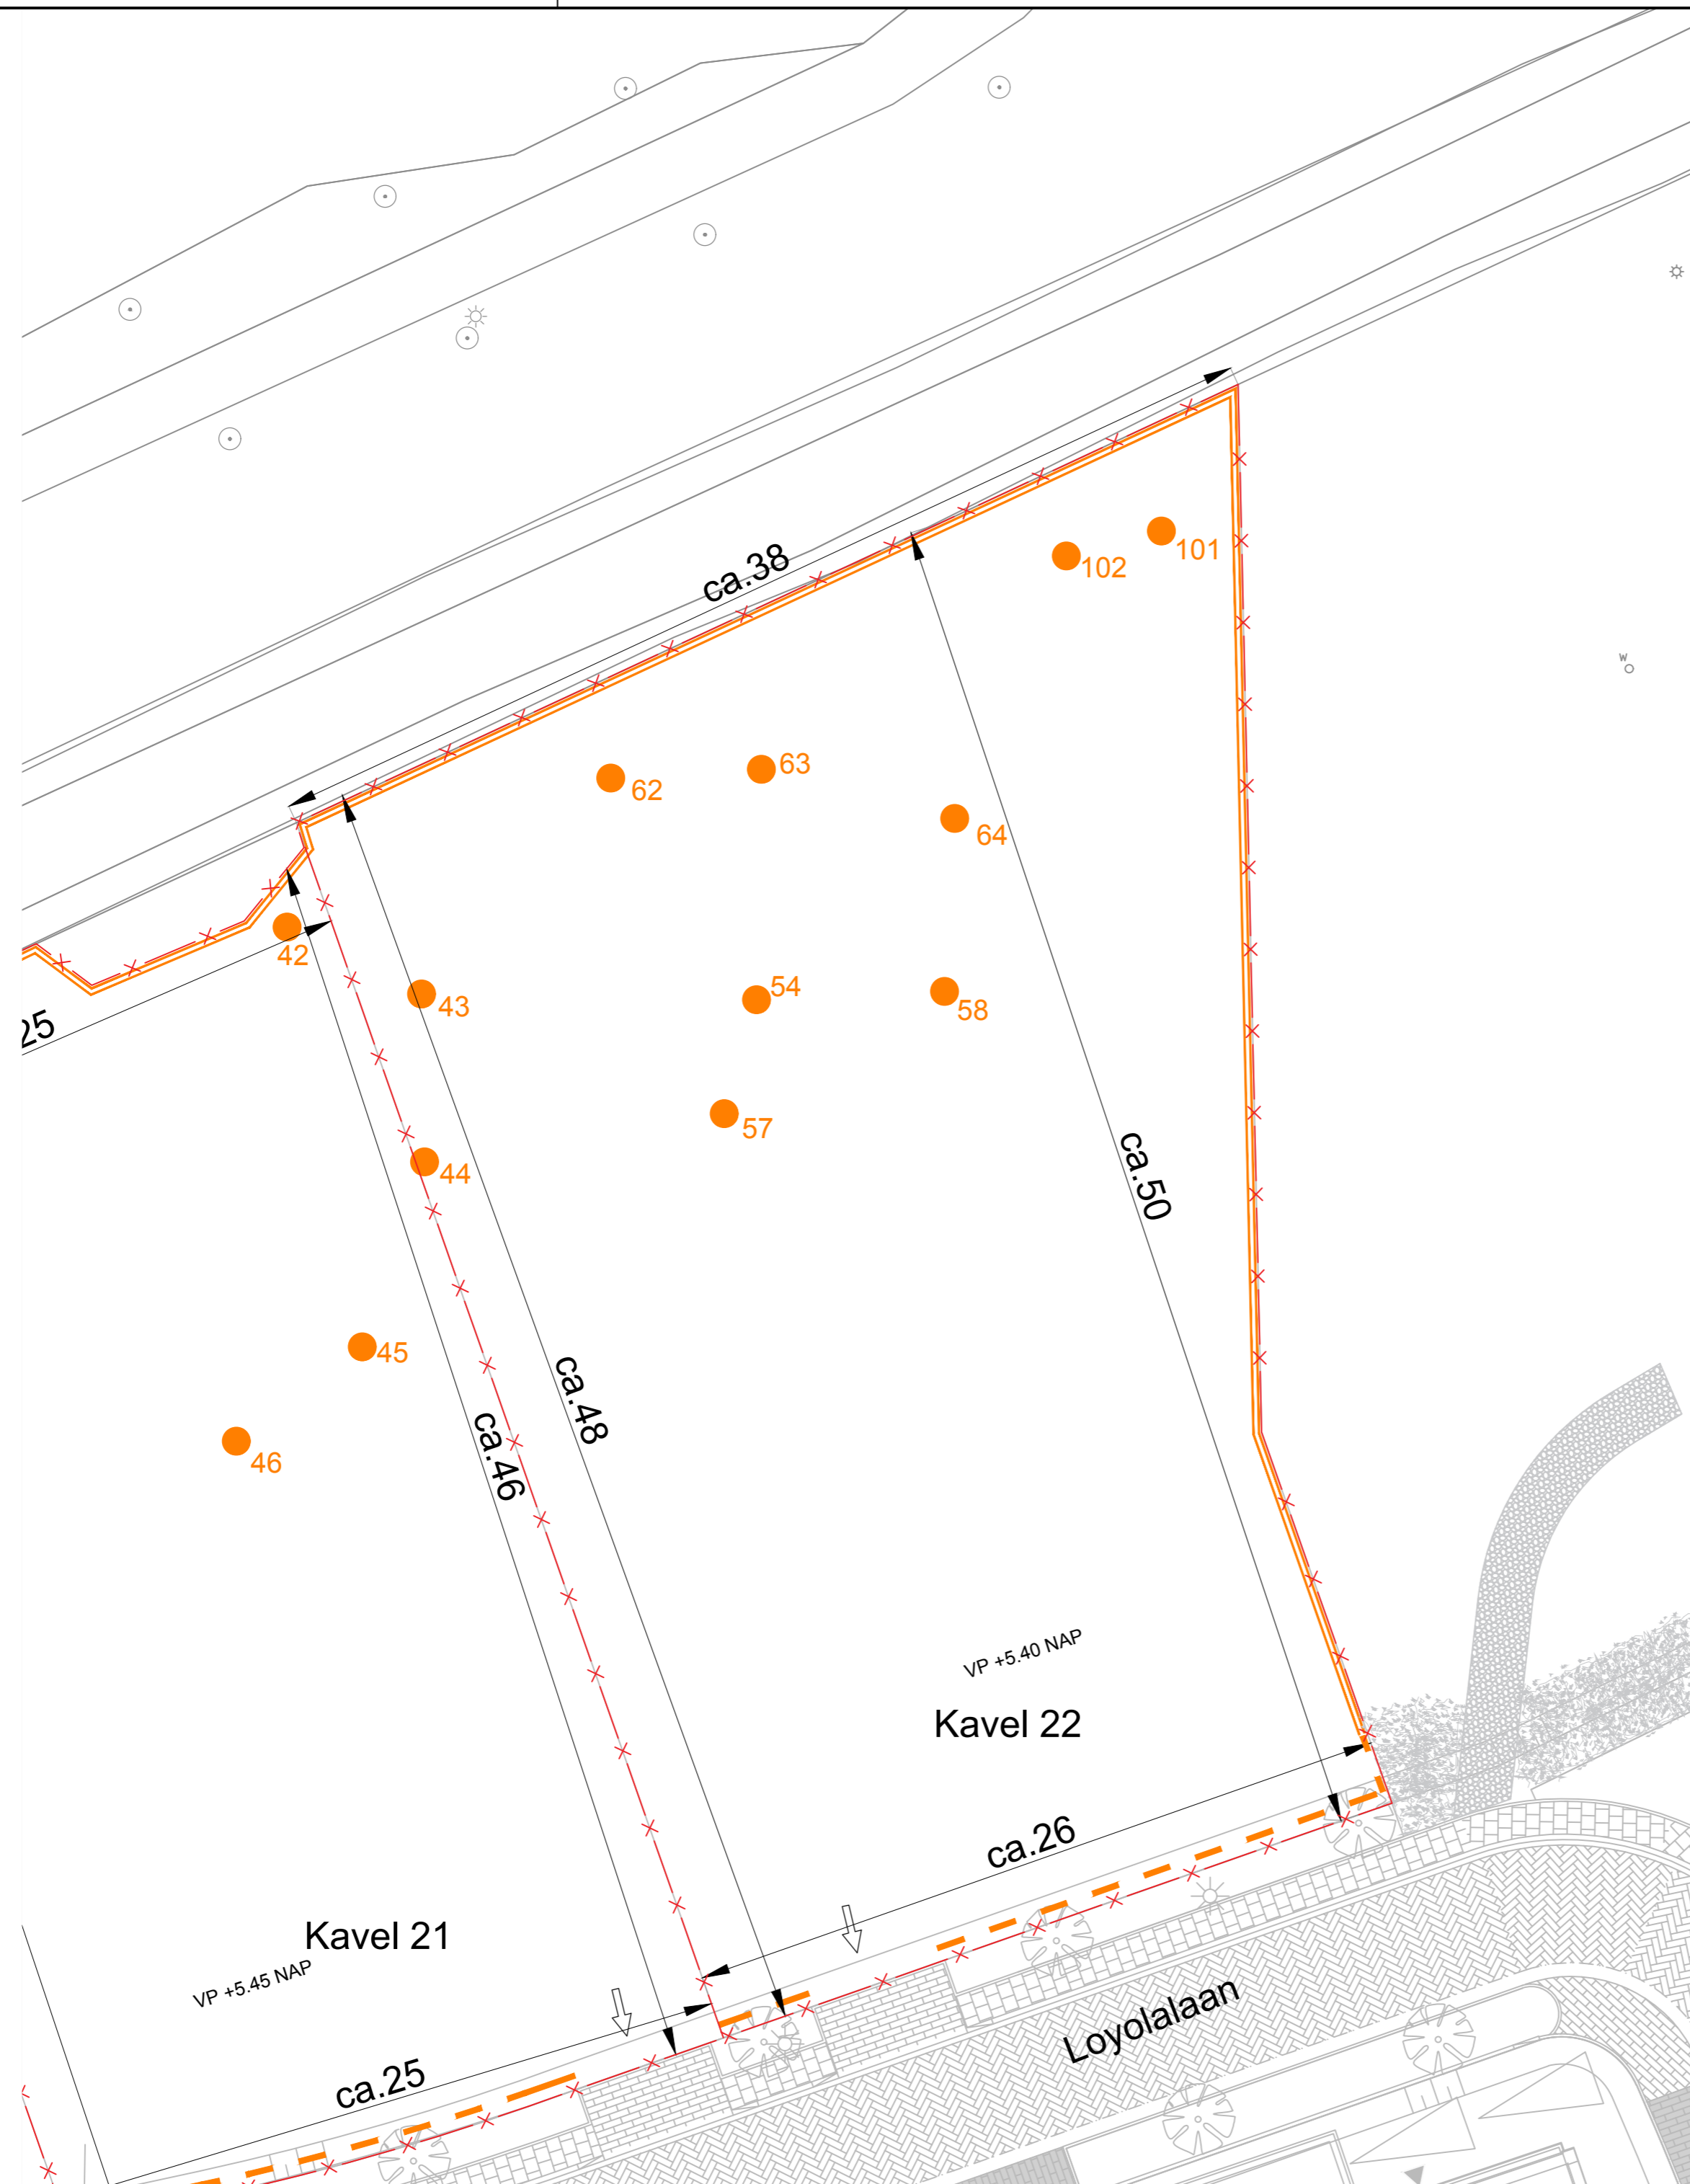 ca.38
101
102
W
62
63
64
42
43
54
58
25
57
44
ca.50
45
46
ca.48
ca.46
VP +5.40 NAP
Kavel 22
ca.26
Kavel 21
VP +5.45 NAP
Loyolalaan
ca.25